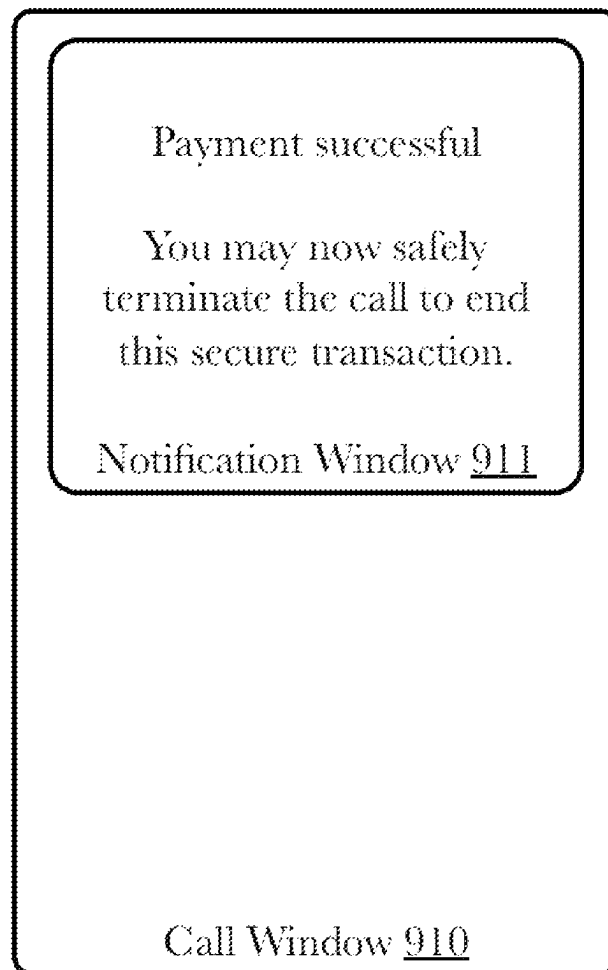 Payment successful
You may now safely
terminate the call to end
this secure transaction.
Notification Window 911
Call Window 910